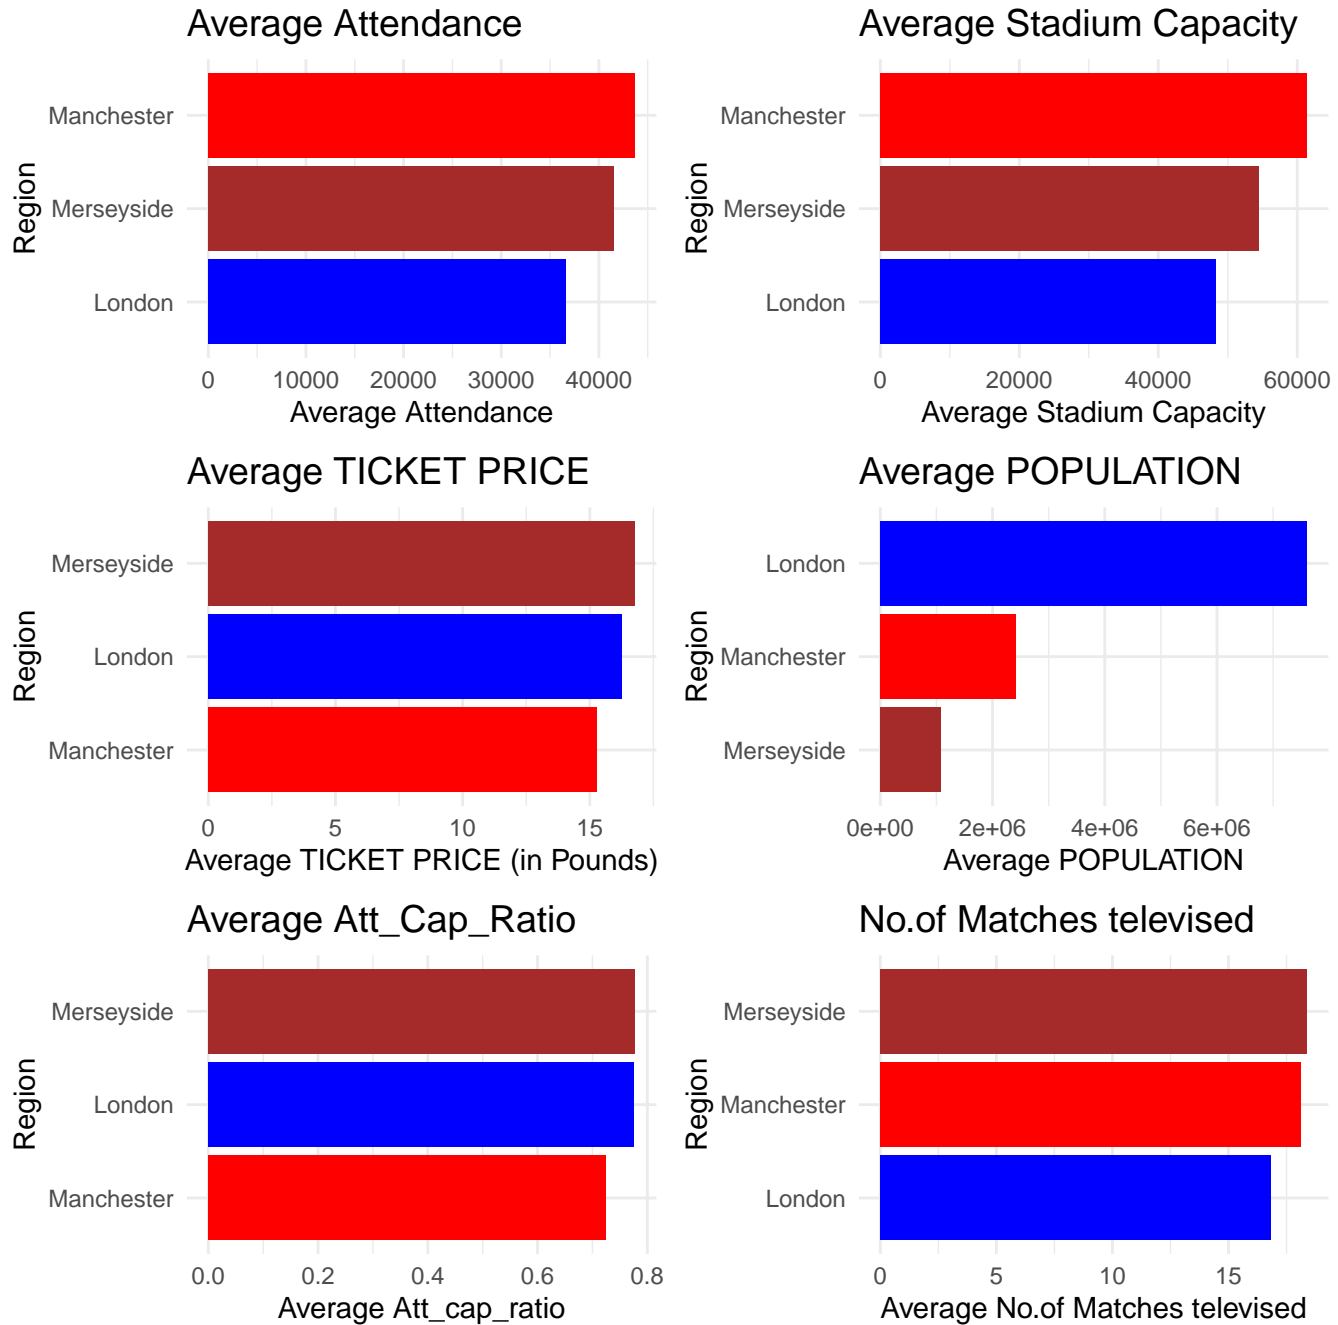 Average Attendance
Region
Manchester
Merseyside
London
0 10000 20000 30000 40000
Average Attendance
Average Stadium Capacity
Region
Manchester
Merseyside
London
0 20000 40000 60000
Average Stadium Capacity
Average TICKET PRICE
Region
Merseyside
London
Manchester
0 5 10 15
Average TICKET PRICE (in Pounds)
Average POPULATION
Region
London
Manchester
Merseyside
0e+00 2e+06 4e+06 6e+06
Average POPULATION
Average Att_Cap_Ratio
Region
Merseyside
London
Manchester
0.0 0.2 0.4 0.6 0.8
Average Att_cap_ratio
No.of Matches televised
Region
Merseyside
Manchester
London
0 5 10 15
Average No.of Matches televised